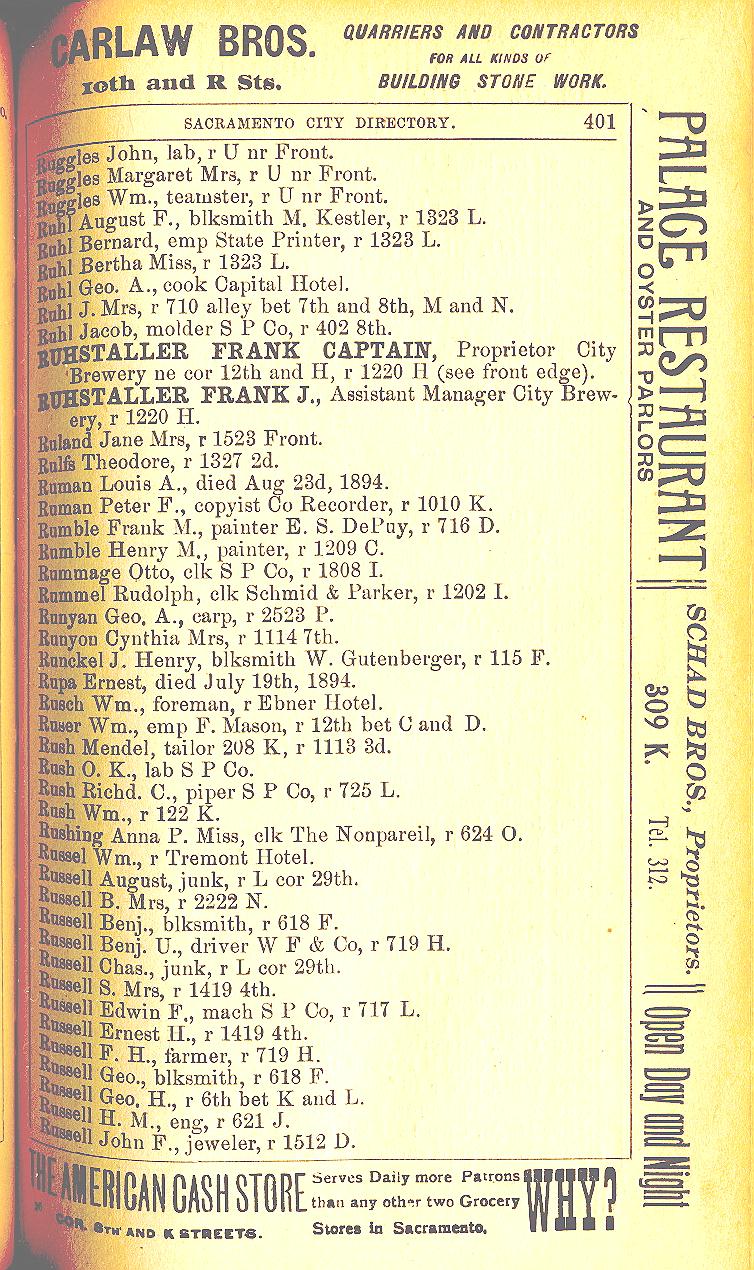 CARLAW BROS.
10th and R Sts.
QUARRIERS AND CONTRACTORS
FOR ALL KINDS OF
BUILDING STONE WORK.
SACRAMENTO CITY DIRECTORY. 401
Ruggles John, lab, r U nr Front.
Ruggles Margaret Mrs, r U nr Front.
Ruggles Wm., teamster, r U nr Front.
Ruhl August F., blksmith M. Kestler, r 1323 L.
Ruhl Bernard, emp State Printer, r 1323 L.
Ruhl Bertha Miss, r 1323 L.
Ruhl Geo. A., cook Capital Hotel.
Ruhl J. Mrs, r 710 alley bet 7th and 8th, M and N.
Ruhl Jacob, molder S P Co, r 402 8th.
RUHSTALLER FRANK CAPTAIN, Proprietor City
Brewery ne cor 12th and H, r 1220 H (see front edge).
RUHSTALLER FRANK J., Assistant Manager City Brew-
ery, r 1220 H.
Ruland Jane Mrs, r 1523 Front.
Rulfs Theodore, r 1327 2d.
Ruman Louis A., died Aug 23d, 1894.
Ruman Peter F., copyist Co Recorder, r 1010 K.
Rumble Frank M., painter E. S. DePuy, r 716 D.
Rumble Henry M., painter, r 1209 C.
Rummage Otto, clk S P Co, r 1808 I.
Rummel Rudolph, clk Schmid & Parker, r 1202 I.
Runyan Geo. A., carp, r 2523 P.
Runyon Cynthia Mrs, r 1114 7th.
Runckel J. Henry, blksmith W. Gutenberger, r 115 F.
Rupa Ernest, died July 19th, 1894.
Rusch Wm., foreman, r Ebner Hotel.
Ruser Wm., emp F. Mason, r 12th bet C and D.
Rush Mendel, tailor 208 K, r 1113 3d.
Rush O. K., lab S P Co.
Rush Richd. C., piper S P Co, r 725 L.
Rush Wm., r 122 K.
Rushing Anna P. Miss, clk The Nonpareil, r 624 O.
Russel Wm., r Tremont Hotel.
Russell August, junk, r L cor 29th.
Russell B. Mrs, r 2222 N.
Russell Benj., blksmith, r 618 F.
Russell Benj. U., driver W F & Co, r 719 H.
Russell Chas., junk, r L cor 29th.
Russell S. Mrs, r 1419 4th.
Russell Edwin F., mach S P Co, r 717 L.
Russell Ernest H., r 1419 4th.
Russell F. H., farmer, r 719 H.
Russell Geo., blksmith, r 618 F.
Russell Geo. H., r 6th bet K and L.
Russell H. M., eng, r 621 J.
Russell John F., jeweler, r 1512 D.
PALACE RESTAURANT
AND OYSTER PARLORS
SCHAD BROS., Proprietors.
309 K. Tel. 312.
Open Day and Night
THE AMERICAN CASH STORE
COR. 8TH AND K STREETS.
Serves Daily more Patrons
than any other two Grocery
Stores in Sacramento.
WHY?